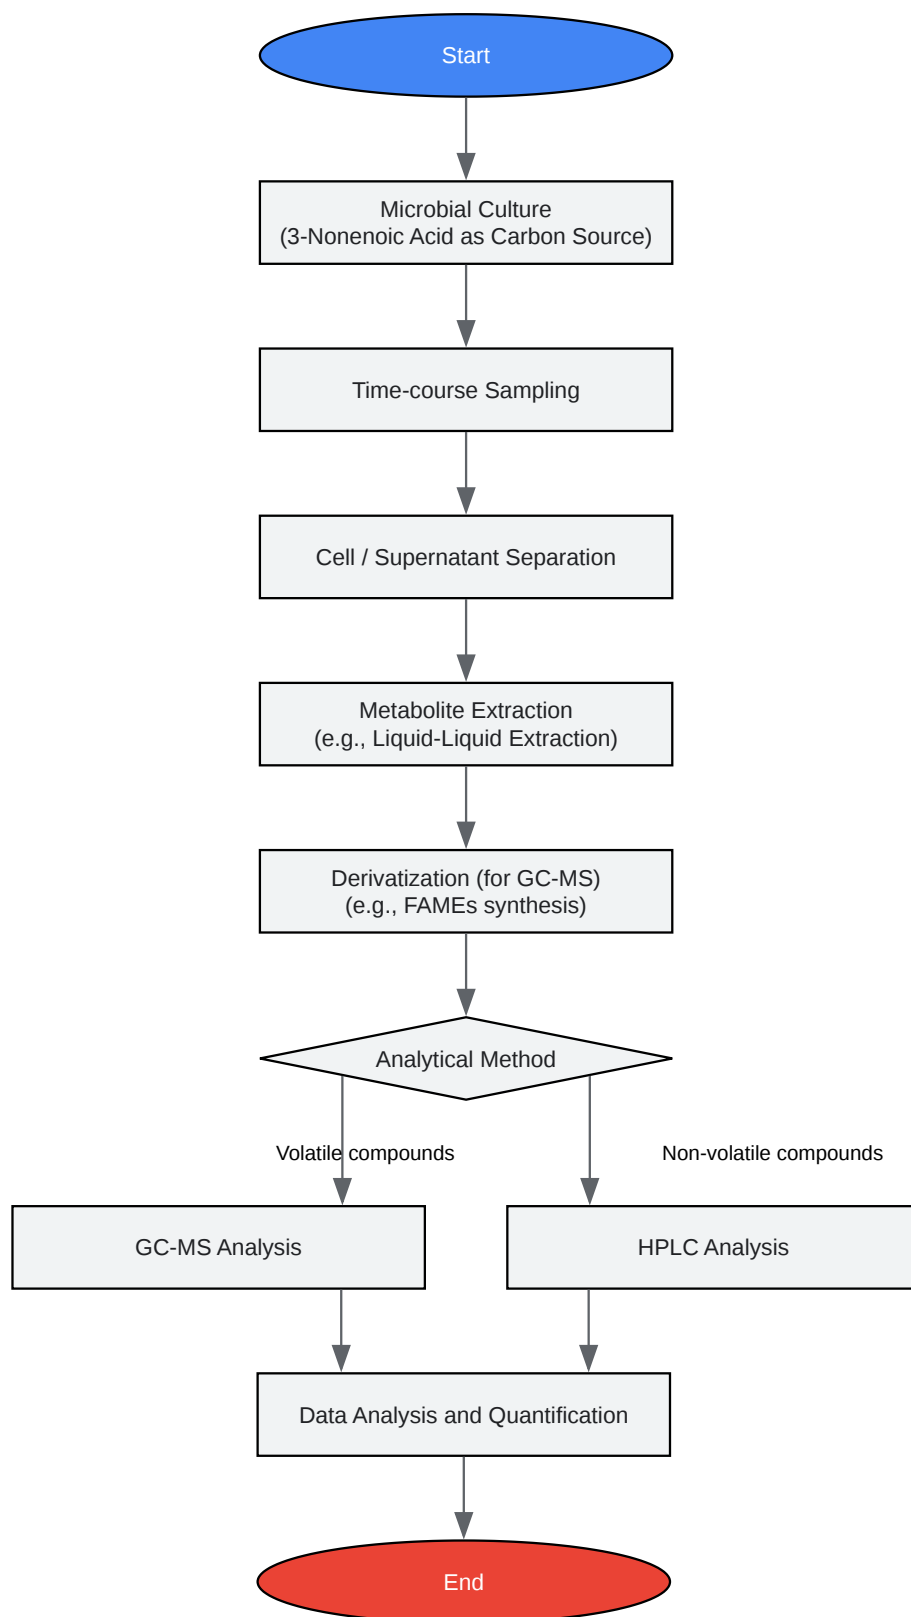 Start
Microbial Culture
(3-Nonenoic Acid as Carbon Source)
Time-course Sampling
Cell / Supernatant Separation
Metabolite Extraction
(e.g., Liquid-Liquid Extraction)
Derivatization (for GC-MS)
(e.g., FAMEs synthesis)
Analytical Method
Volatile compounds
Non-volatile compounds
GC-MS Analysis
HPLC Analysis
Data Analysis and Quantification
End